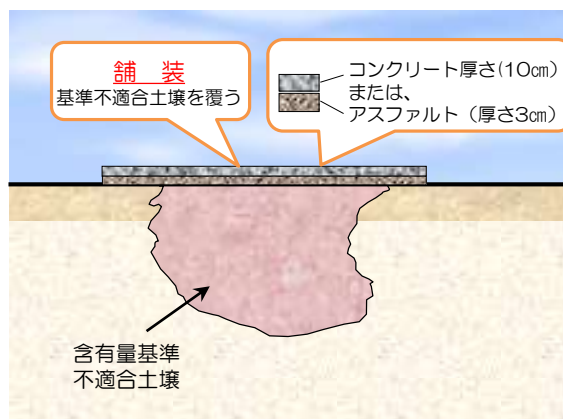 舗　装
基準不適合土壌を覆う
コンクリート厚さ(10㎝)
または、
アスファルト（厚さ3㎝)
含有量基準
不適合土壌